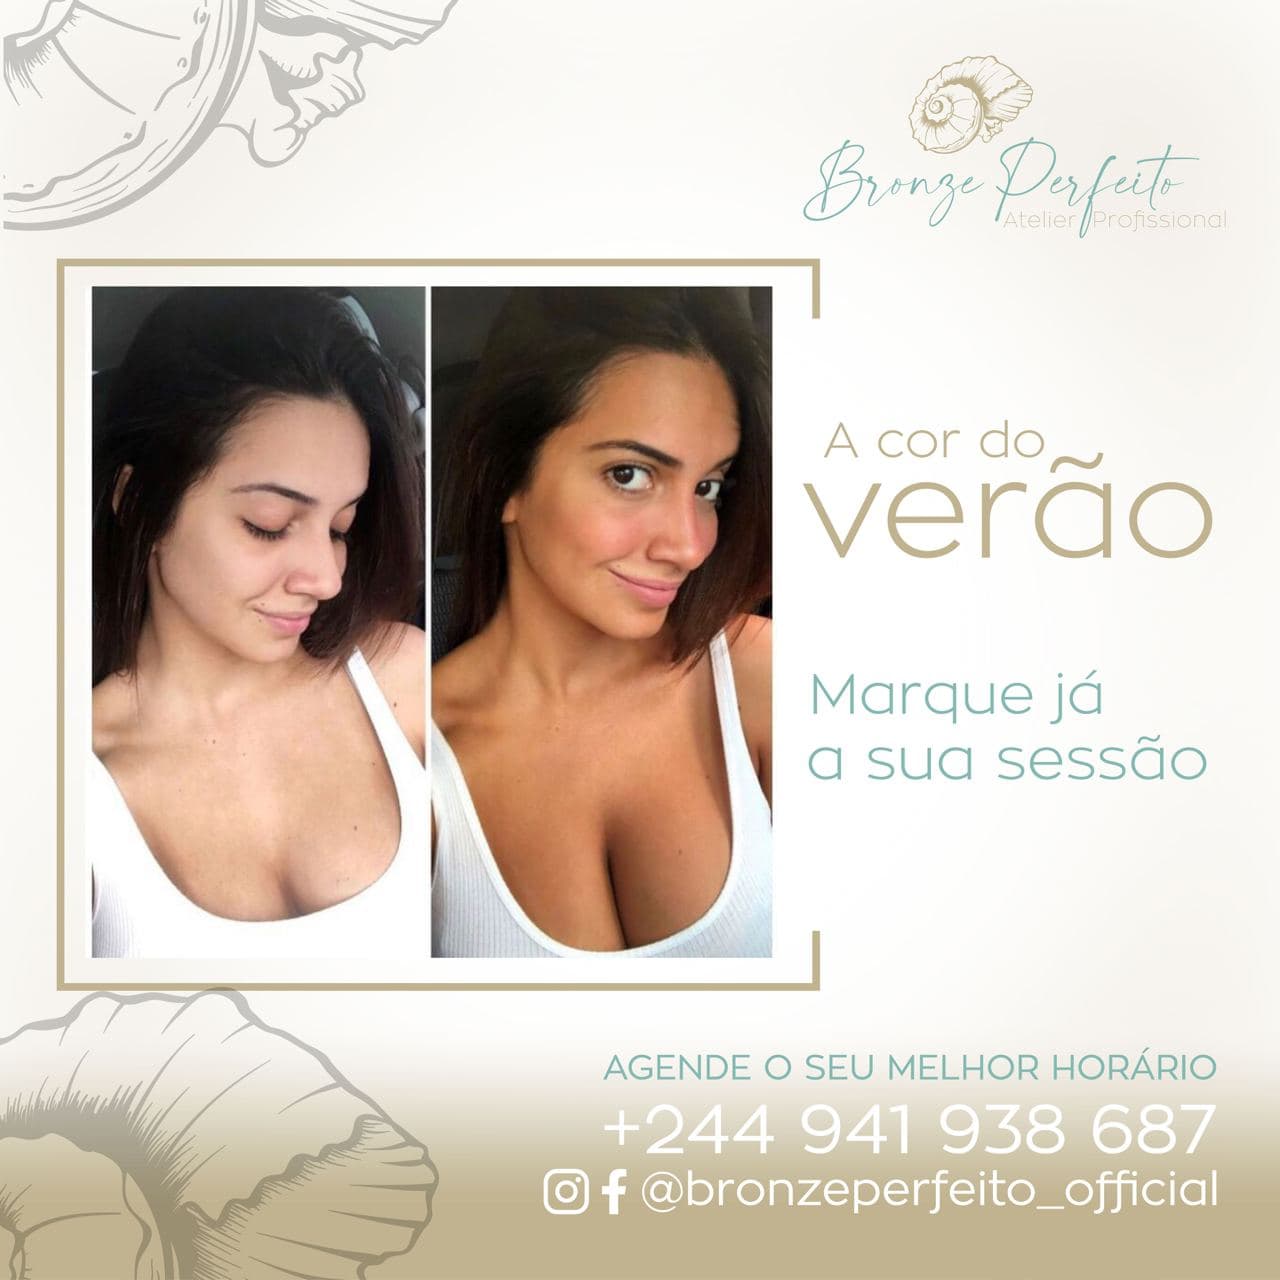 Bronze Perfeito
Atelier Profissional
A cor do
verão
Marque já
a sua sessão
AGENDE O SEU MELHOR HORÁRIO
+244 941 938 687
@bronzeperfeito_official